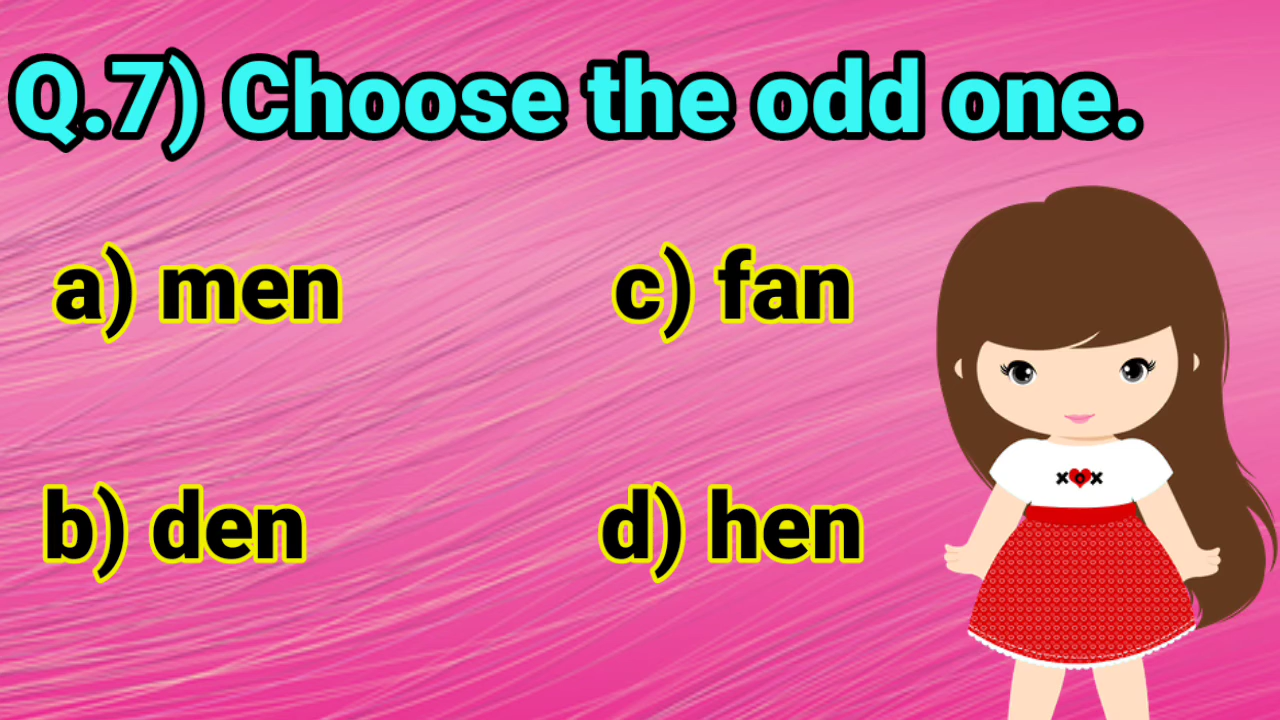 Q.7) Choose the odd one.
a) men
c) fan
b) den
d) hen
XOX